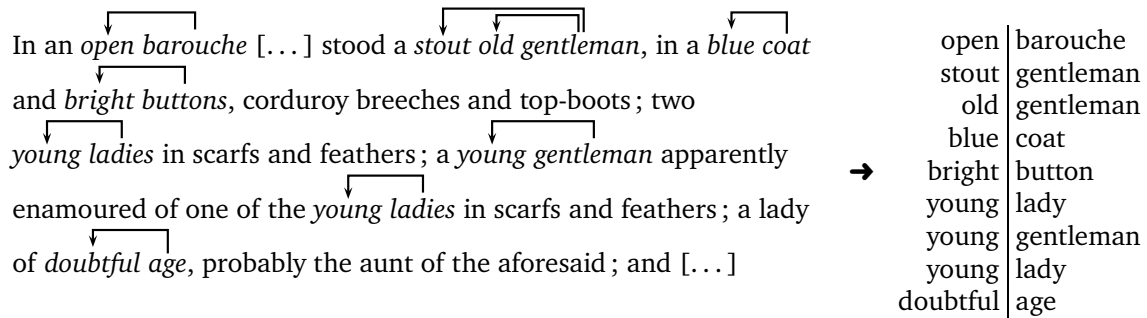 In an open barouche [...] stood a stout old gentleman, in a blue coat
and bright buttons, corduroy breeches and top-boots; two
young ladies in scarfs and feathers; a young gentleman apparently
enamoured of one of the young ladies in scarfs and feathers; a lady
of doubtful age, probably the aunt of the aforesaid; and [...]
open barouche
stout gentleman
old gentleman
blue coat
bright button
young lady
young gentleman
young lady
doubtful age